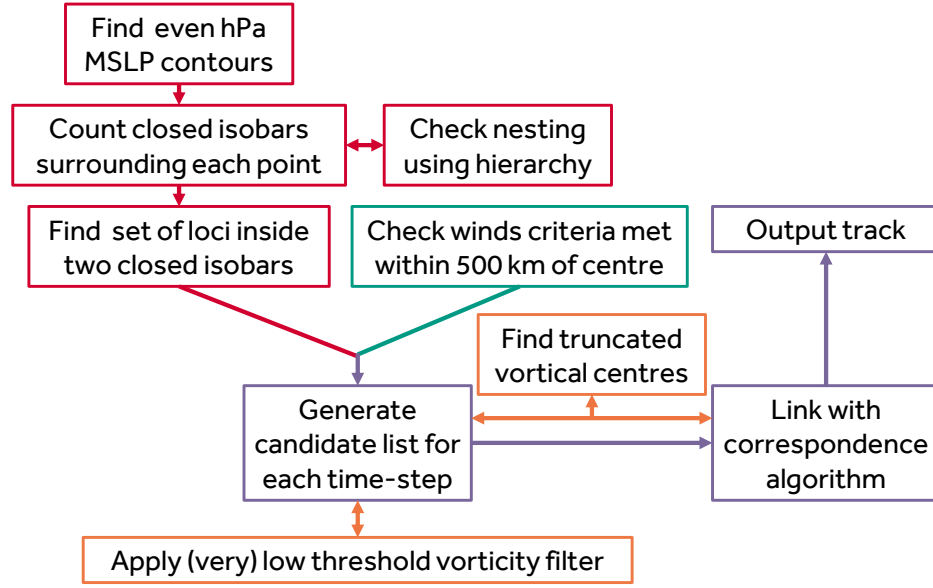 Find even hPa
MSLP contours
Count closed isobars
surrounding each point
Check nesting
using hierarchy
Find set of loci inside
two closed isobars
Check winds criteria met
within 500 km of centre
Output track
Find truncated
vortical centres
Generate
candidate list for
each time-step
Link with
correspondence
algorithm
Apply (very) low threshold vorticity filter